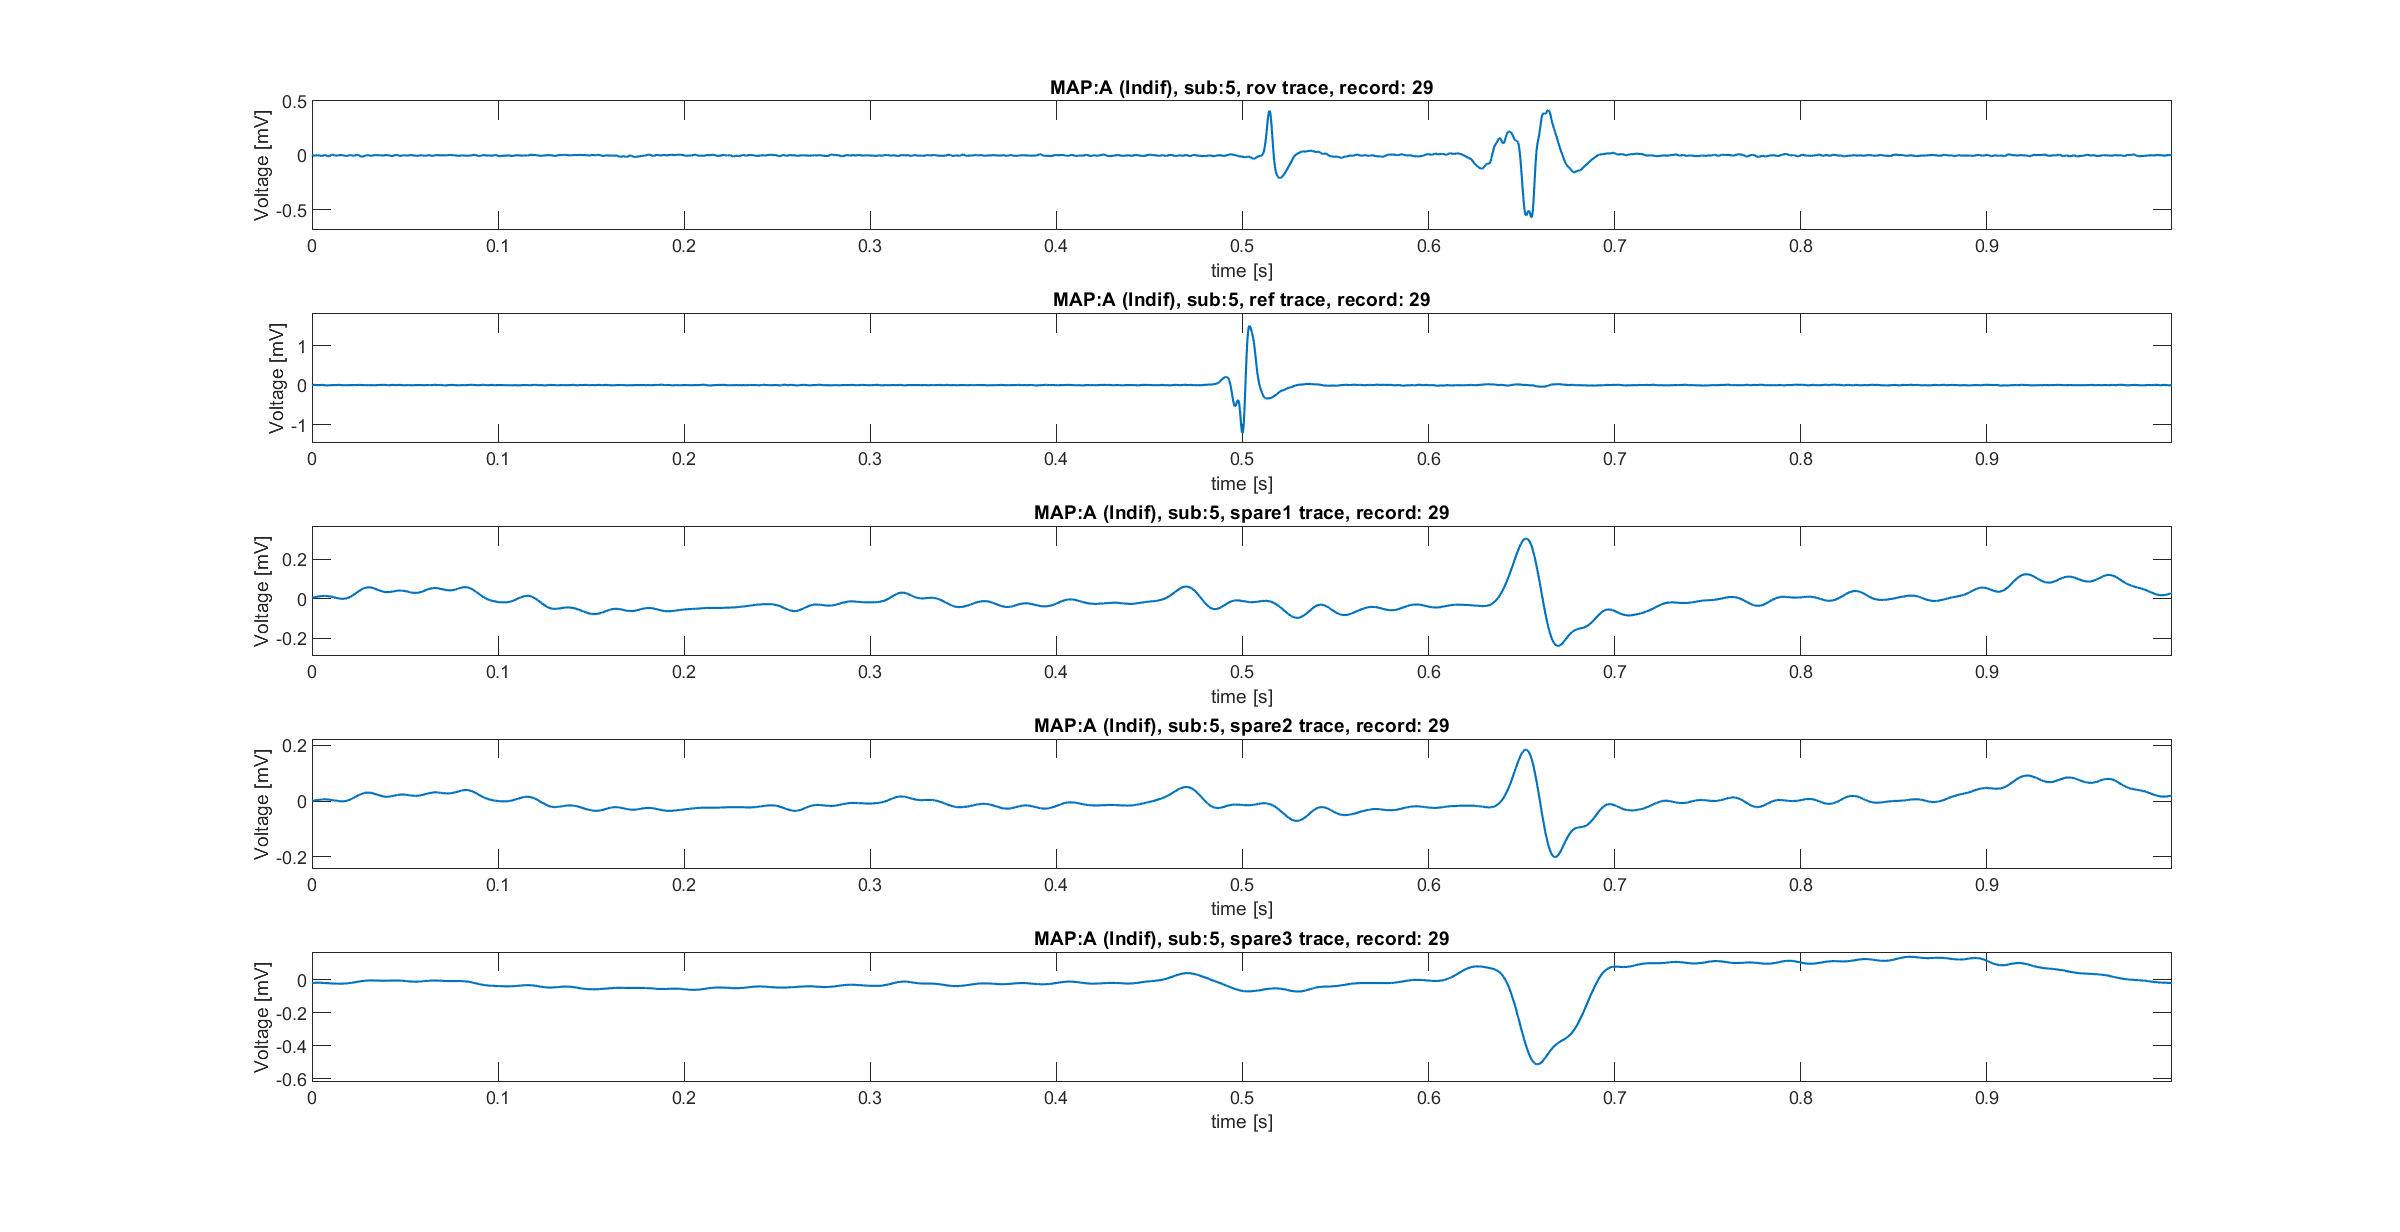 MAP:A (Indif), sub:5, rov trace, record: 29
Voltage [mV]
0.5
0
-0.5
0 0.1 0.2 0.3 0.4 0.5 0.6 0.7 0.8 0.9
time [s]
MAP:A (Indif), sub:5, ref trace, record: 29
Voltage [mV]
1
0
-1
0 0.1 0.2 0.3 0.4 0.5 0.6 0.7 0.8 0.9
time [s]
MAP:A (Indif), sub:5, spare1 trace, record: 29
Voltage [mV]
0.2
0
-0.2
0 0.1 0.2 0.3 0.4 0.5 0.6 0.7 0.8 0.9
time [s]
MAP:A (Indif), sub:5, spare2 trace, record: 29
Voltage [mV]
0.2
0
-0.2
0 0.1 0.2 0.3 0.4 0.5 0.6 0.7 0.8 0.9
time [s]
MAP:A (Indif), sub:5, spare3 trace, record: 29
Voltage [mV]
0
-0.2
-0.4
-0.6
0 0.1 0.2 0.3 0.4 0.5 0.6 0.7 0.8 0.9
time [s]